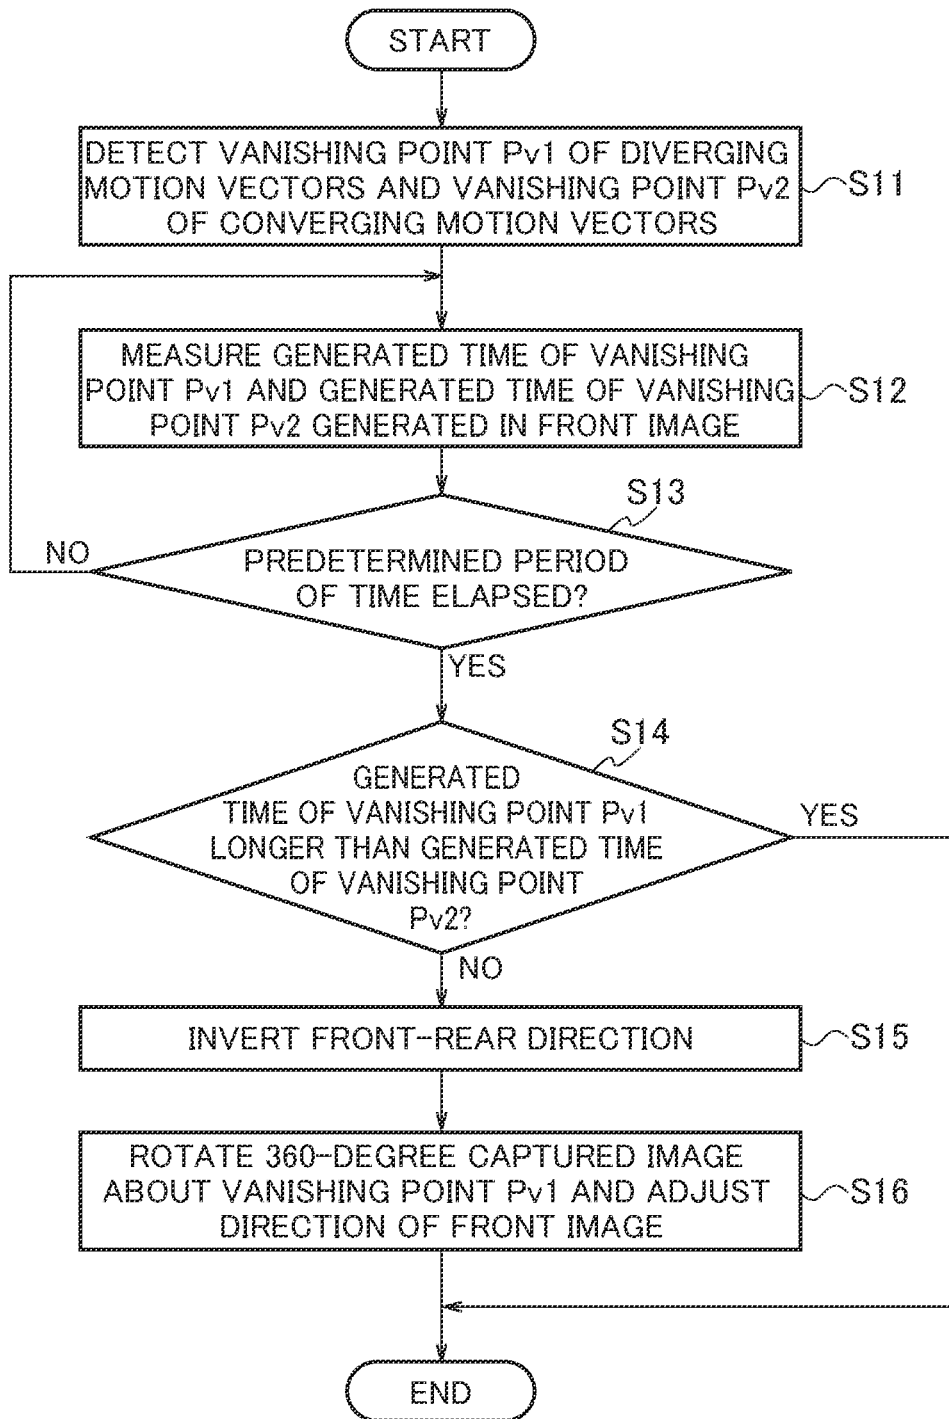 START
DETECT VANISHING POINT Pv1 OF DIVERGING
MOTION VECTORS AND VANISHING POINT Pv2
OF CONVERGING MOTION VECTORS
S11
MEASURE GENERATED TIME OF VANISHING
POINT Pv1 AND GENERATED TIME OF VANISHING
POINT Pv2 GENERATED IN FRONT IMAGE
S12
S13
NO
PREDETERMINED PERIOD
OF TIME ELAPSED?
YES
S14
GENERATED
TIME OF VANISHING POINT Pv1
LONGER THAN GENERATED TIME
OF VANISHING POINT
Pv2?
YES
NO
INVERT FRONT-REAR DIRECTION
S15
ROTATE 360-DEGREE CAPTURED IMAGE
ABOUT VANISHING POINT Pv1 AND ADJUST
DIRECTION OF FRONT IMAGE
S16
END